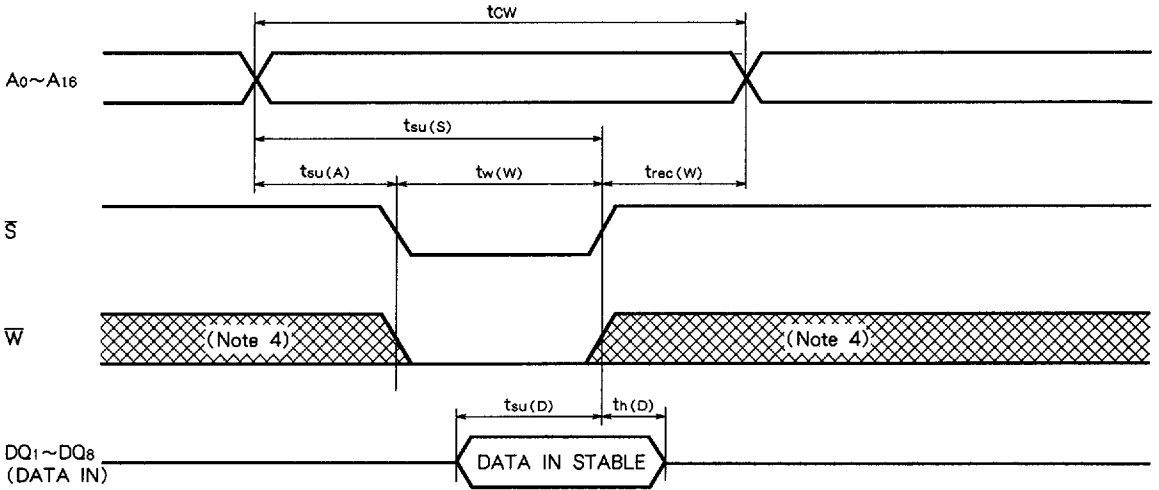 tCW
A0~A16
tsu(S)
tsu(A) tw(W) trec(W)
S̅
W̅ (Note 4) (Note 4)
tsu(D) th(D)
DQ1~DQ8
(DATA IN) DATA IN STABLE